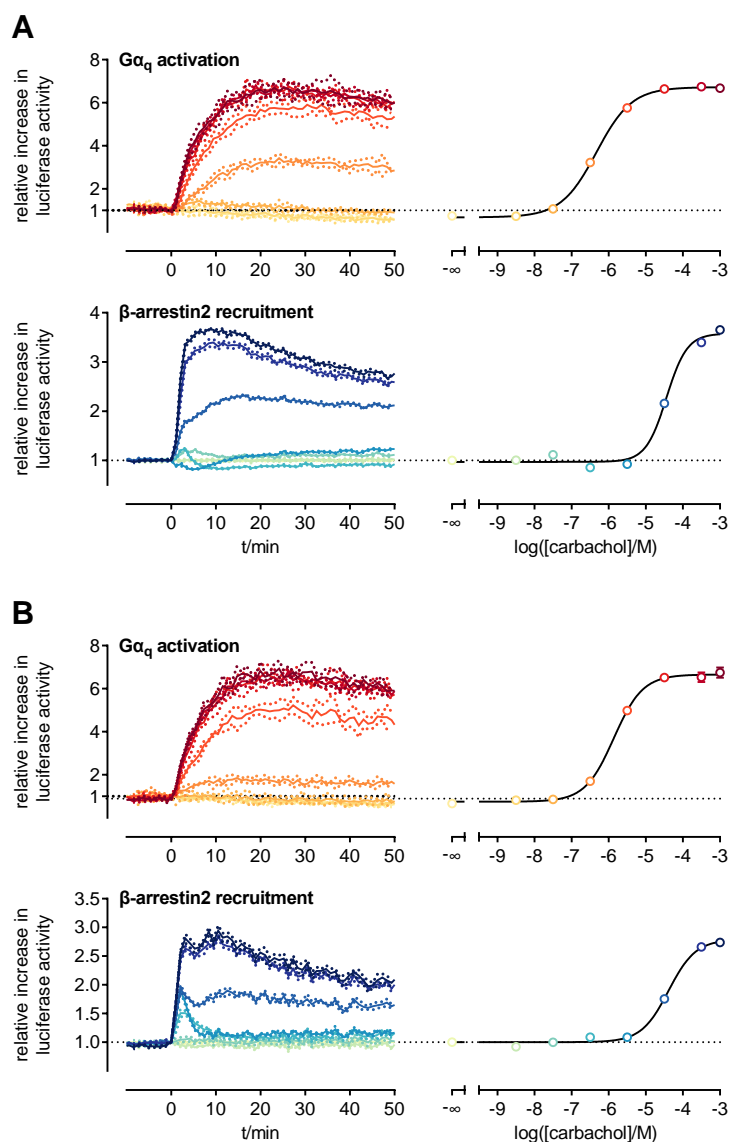 A
Gαq activation
relative increase in
luciferase activity
8
6
4
2
1
0 10 20 30 40 50
-∞ -9 -8 -7 -6 -5 -4 -3
β-arrestin2 recruitment
relative increase in
luciferase activity
4
3
2
1
0 10 20 30 40 50
t/min
-∞ -9 -8 -7 -6 -5 -4 -3
log([carbachol]/M)
B
Gαq activation
relative increase in
luciferase activity
8
6
4
2
1
0 10 20 30 40 50
-∞ -9 -8 -7 -6 -5 -4 -3
β-arrestin2 recruitment
relative increase in
luciferase activity
3.5
3.0
2.5
2.0
1.5
1.0
0 10 20 30 40 50
t/min
-∞ -9 -8 -7 -6 -5 -4 -3
log([carbachol]/M)